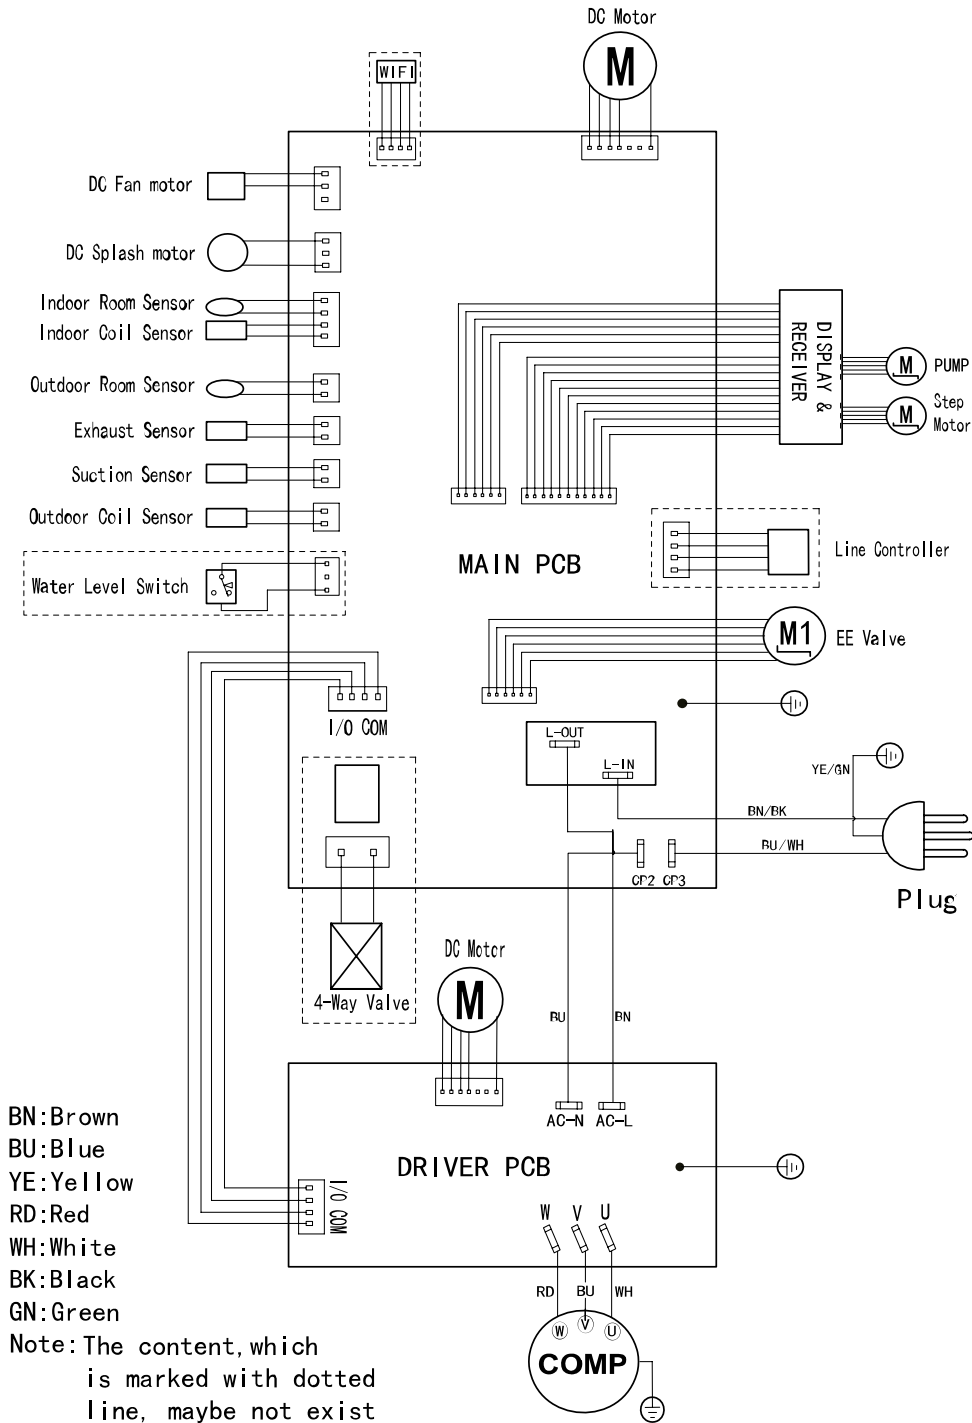 DC Motor
M
WIFI
DC Fan motor
DC Splash motor
Indoor Room Sensor
Indoor Coil Sensor
Outdoor Room Sensor
Exhaust Sensor
Suction Sensor
Outdoor Coil Sensor
Water Level Switch
DISPLAY &
RECEIVER
M
PUMP
M
Step
Motor
MAIN PCB
Line Controller
M1
EE Valve
I/O COM
L-OUT
L-IN
YE/GN
BN/BK
BU/WH
CP2
CP3
Plug
4-Way Valve
DC Motor
M
BU
BN
AC-N
AC-L
DRIVER PCB
I/O COM
W
V
U
RD
BU
WH
W
V
U
COMP
BN:Brown
BU:Blue
YE:Yellow
RD:Red
WH:White
BK:Black
GN:Green
Note:The content,which
is marked with dotted
line, maybe not exist